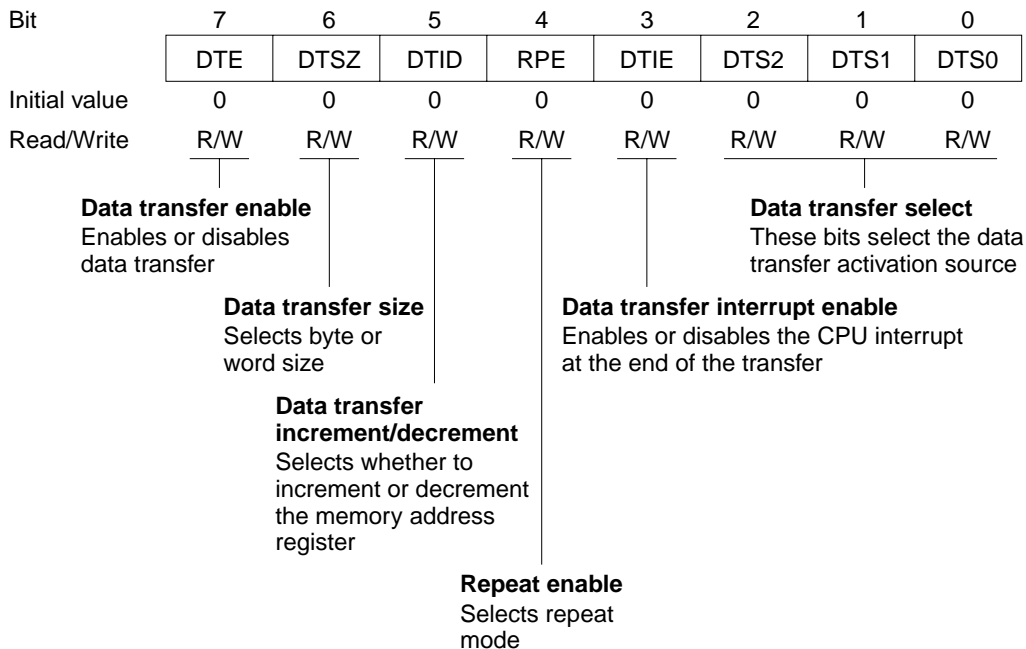 Bit 7 6 5 4 3 2 1 0
DTE DTSZ DTID RPE DTIE DTS2 DTS1 DTS0
Initial value 0 0 0 0 0 0 0 0
Read/Write R/W R/W R/W R/W R/W R/W R/W R/W
Data transfer enable
Enables or disables
data transfer
Data transfer select
These bits select the data
transfer activation source
Data transfer size
Selects byte or
word size
Data transfer interrupt enable
Enables or disables the CPU interrupt
at the end of the transfer
Data transfer
increment/decrement
Selects whether to
increment or decrement
the memory address
register
Repeat enable
Selects repeat
mode